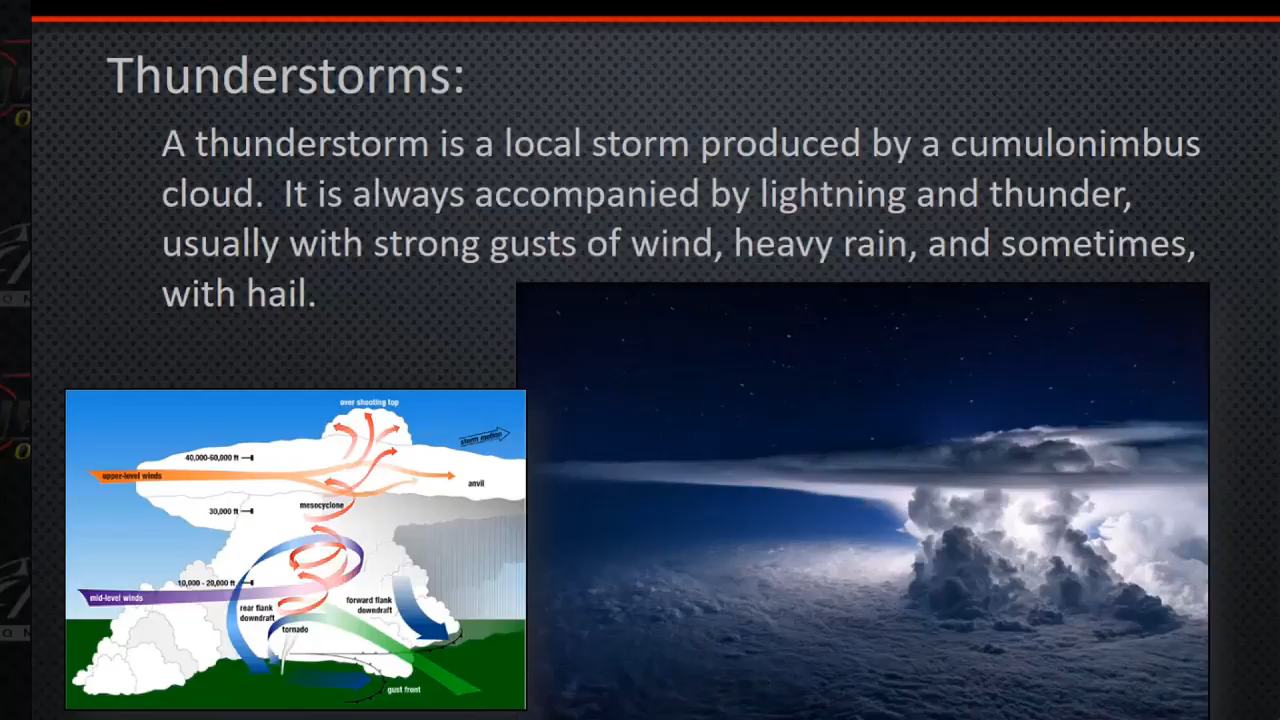 Thunderstorms:
A thunderstorm is a local storm produced by a cumulonimbus
cloud.  It is always accompanied by lightning and thunder,
usually with strong gusts of wind, heavy rain, and sometimes,
with hail.
over shooting top
storm motion
40,000-60,000 ft
upper-level winds
anvil
mesocyclone
30,000 ft
10,000 - 20,000 ft
mid-level winds
rear flank
downdraft
forward flank
downdraft
tornado
gust front